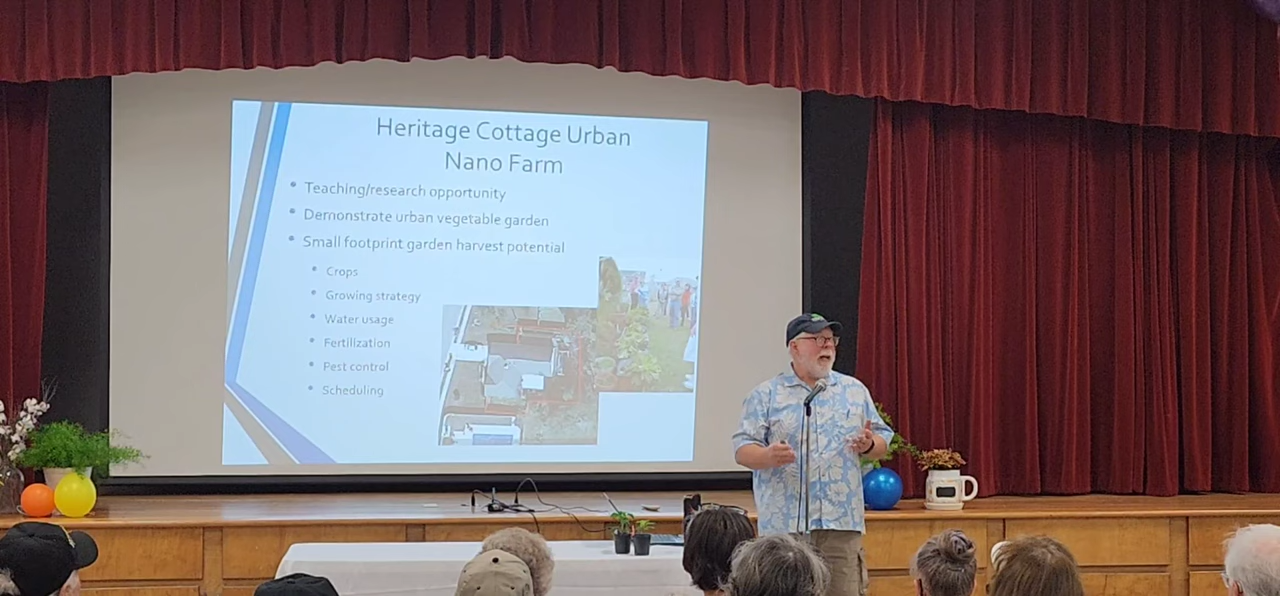 Heritage Cottage Urban
Nano Farm
Teaching/research opportunity
Demonstrate urban vegetable garden
Small footprint garden harvest potential
Crops
Growing strategy
Water usage
Fertilization
Pest control
Scheduling